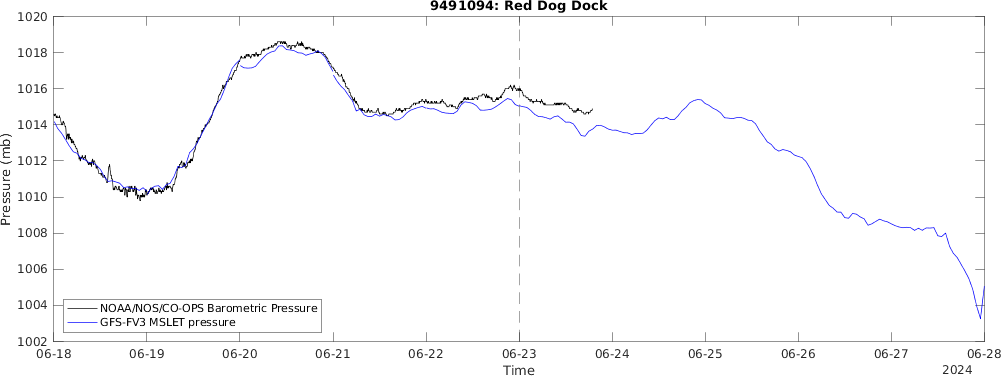 9491094: Red Dog Dock
Pressure (mb)
1020
1018
1016
1014
1012
1010
1008
1006
1004
1002
NOAA/NOS/CO-OPS Barometric Pressure
GFS-FV3 MSLET pressure
06-18 06-19 06-20 06-21 06-22 06-23 06-24 06-25 06-26 06-27 06-28
Time
2024